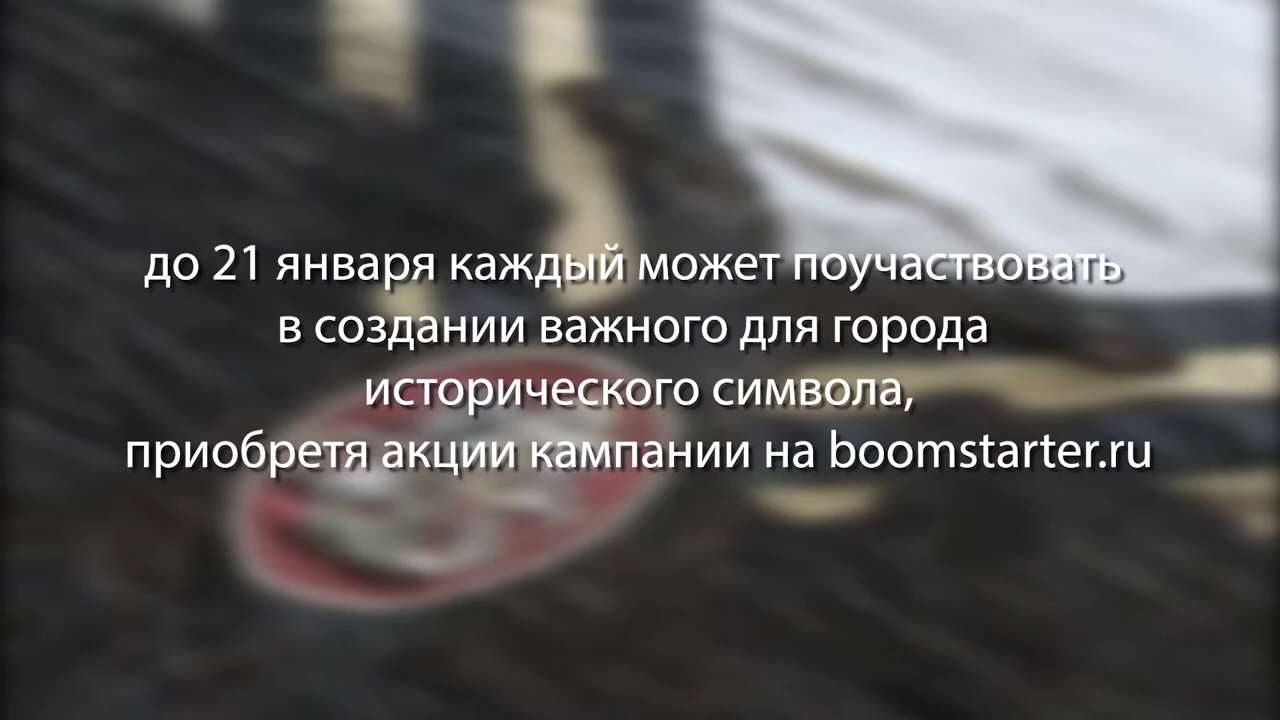 до 21 января каждый может поучаствовать
в создании важного для города
исторического символа,
приобретя акции кампании на boomstarter.ru